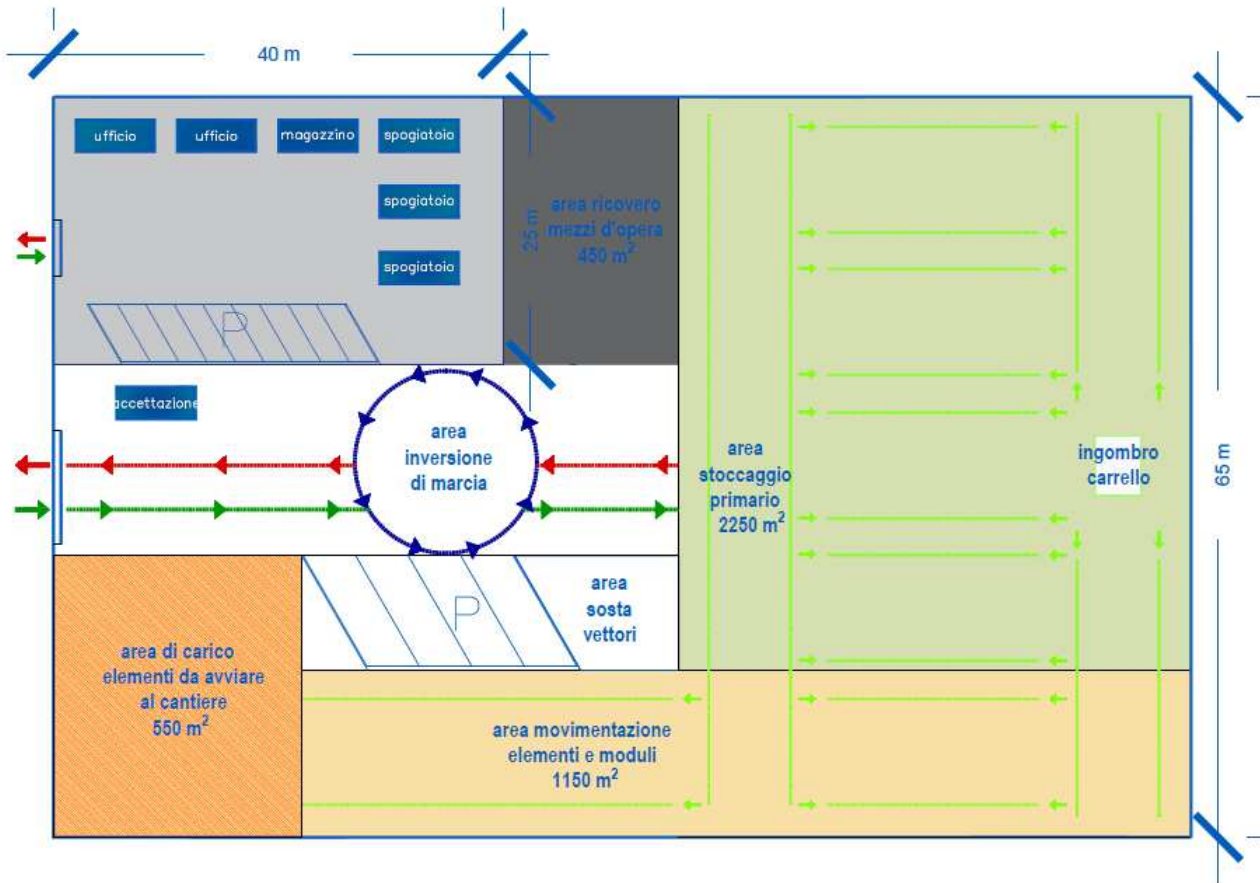 40 m
ufficio
ufficio
magazzino
spogiatoio
spogiatoio
spogiatoio
P
25 m
area ricovero
mezzi d'opera
450 m²
accettazione
area
inversione
di marcia
area
stoccaggio
primario
2250 m²
ingombro
carrello
65 m
P
area
sosta
vettori
area di carico
elementi da avviare
al cantiere
550 m²
area movimentazione
elementi e moduli
1150 m²